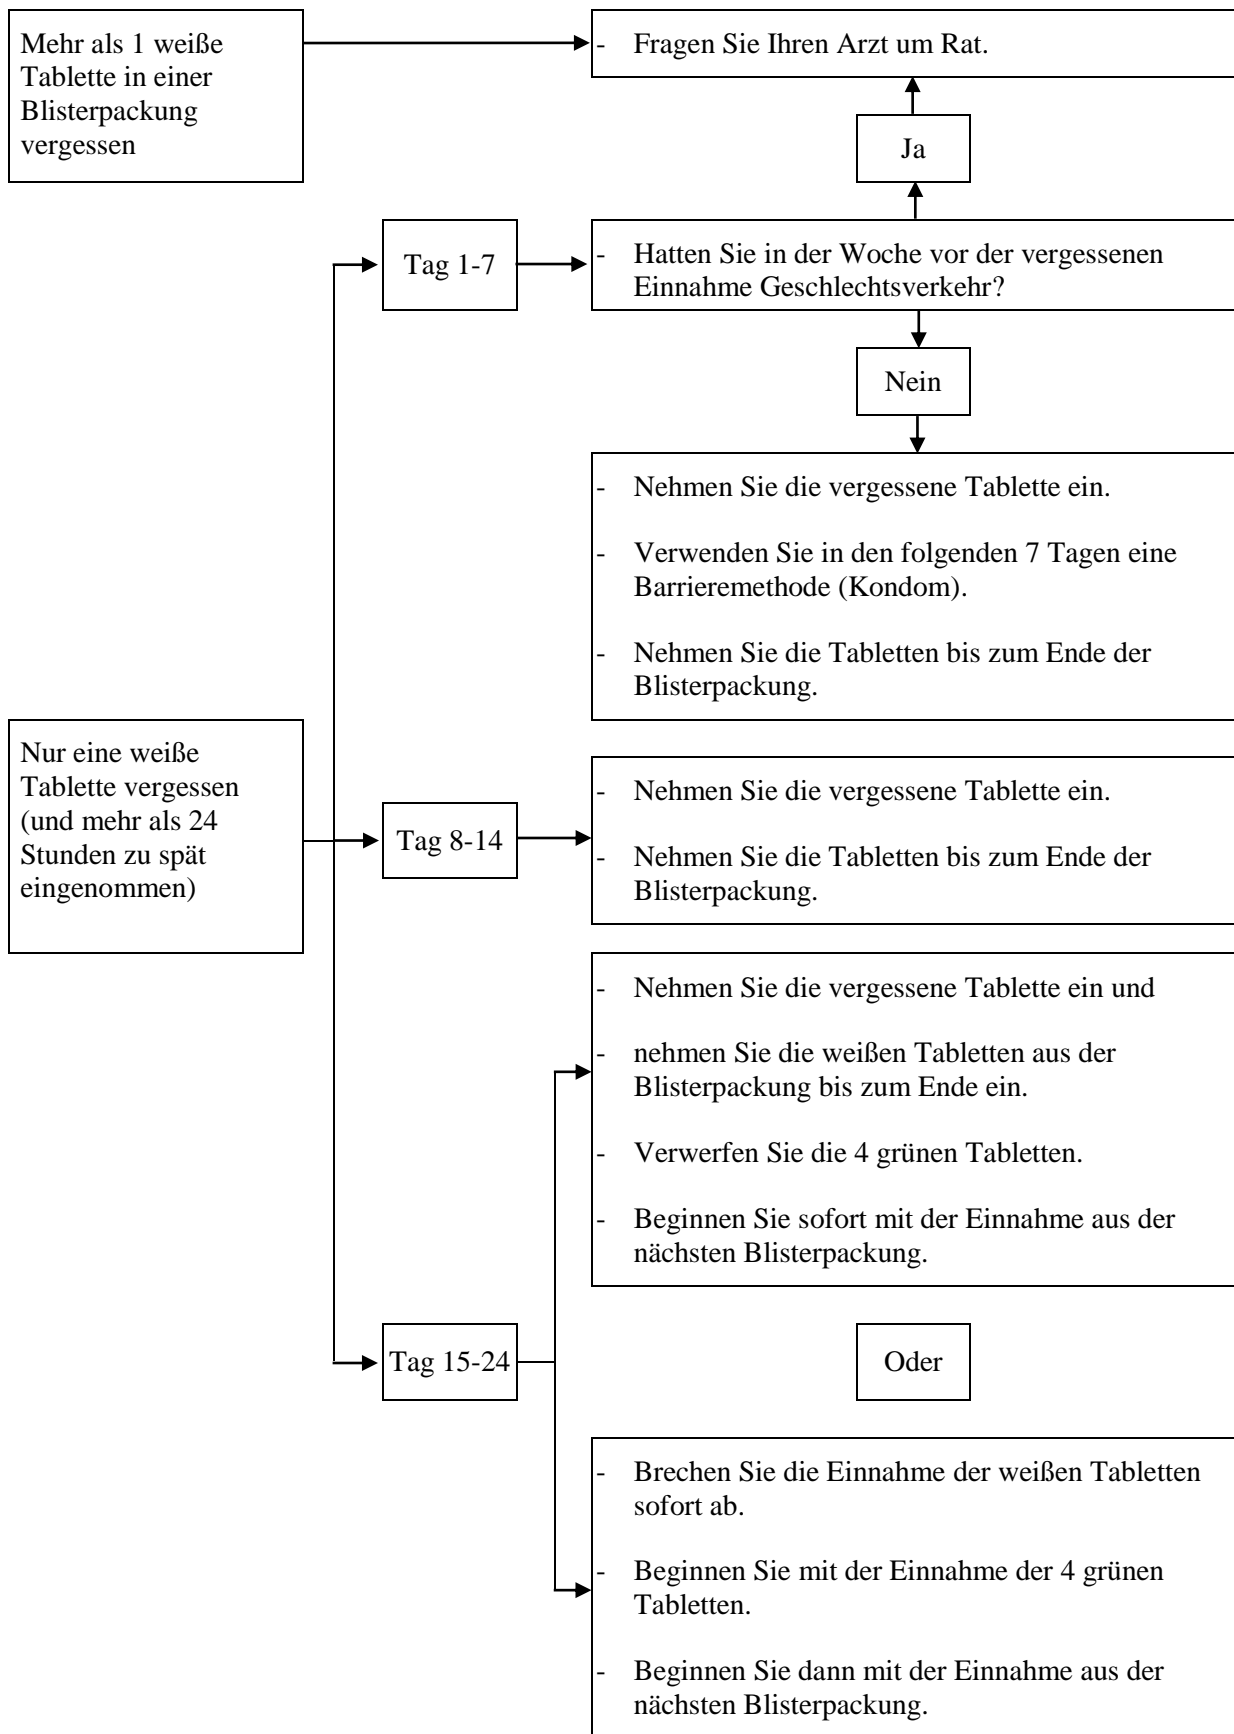 Mehr als 1 weiße
Tablette in einer
Blisterpackung
vergessen
- Fragen Sie Ihren Arzt um Rat.
Ja
Tag 1-7
- Hatten Sie in der Woche vor der vergessenen
Einnahme Geschlechtsverkehr?
Nein
- Nehmen Sie die vergessene Tablette ein.
- Verwenden Sie in den folgenden 7 Tagen eine
Barrieremethode (Kondom).
- Nehmen Sie die Tabletten bis zum Ende der
Blisterpackung.
Nur eine weiße
Tablette vergessen
(und mehr als 24
Stunden zu spät
eingenommen)
Tag 8-14
- Nehmen Sie die vergessene Tablette ein.
- Nehmen Sie die Tabletten bis zum Ende der
Blisterpackung.
- Nehmen Sie die vergessene Tablette ein und
- nehmen Sie die weißen Tabletten aus der
Blisterpackung bis zum Ende ein.
- Verwerfen Sie die 4 grünen Tabletten.
- Beginnen Sie sofort mit der Einnahme aus der
nächsten Blisterpackung.
Tag 15-24
Oder
- Brechen Sie die Einnahme der weißen Tabletten
sofort ab.
- Beginnen Sie mit der Einnahme der 4 grünen
Tabletten.
- Beginnen Sie dann mit der Einnahme aus der
nächsten Blisterpackung.